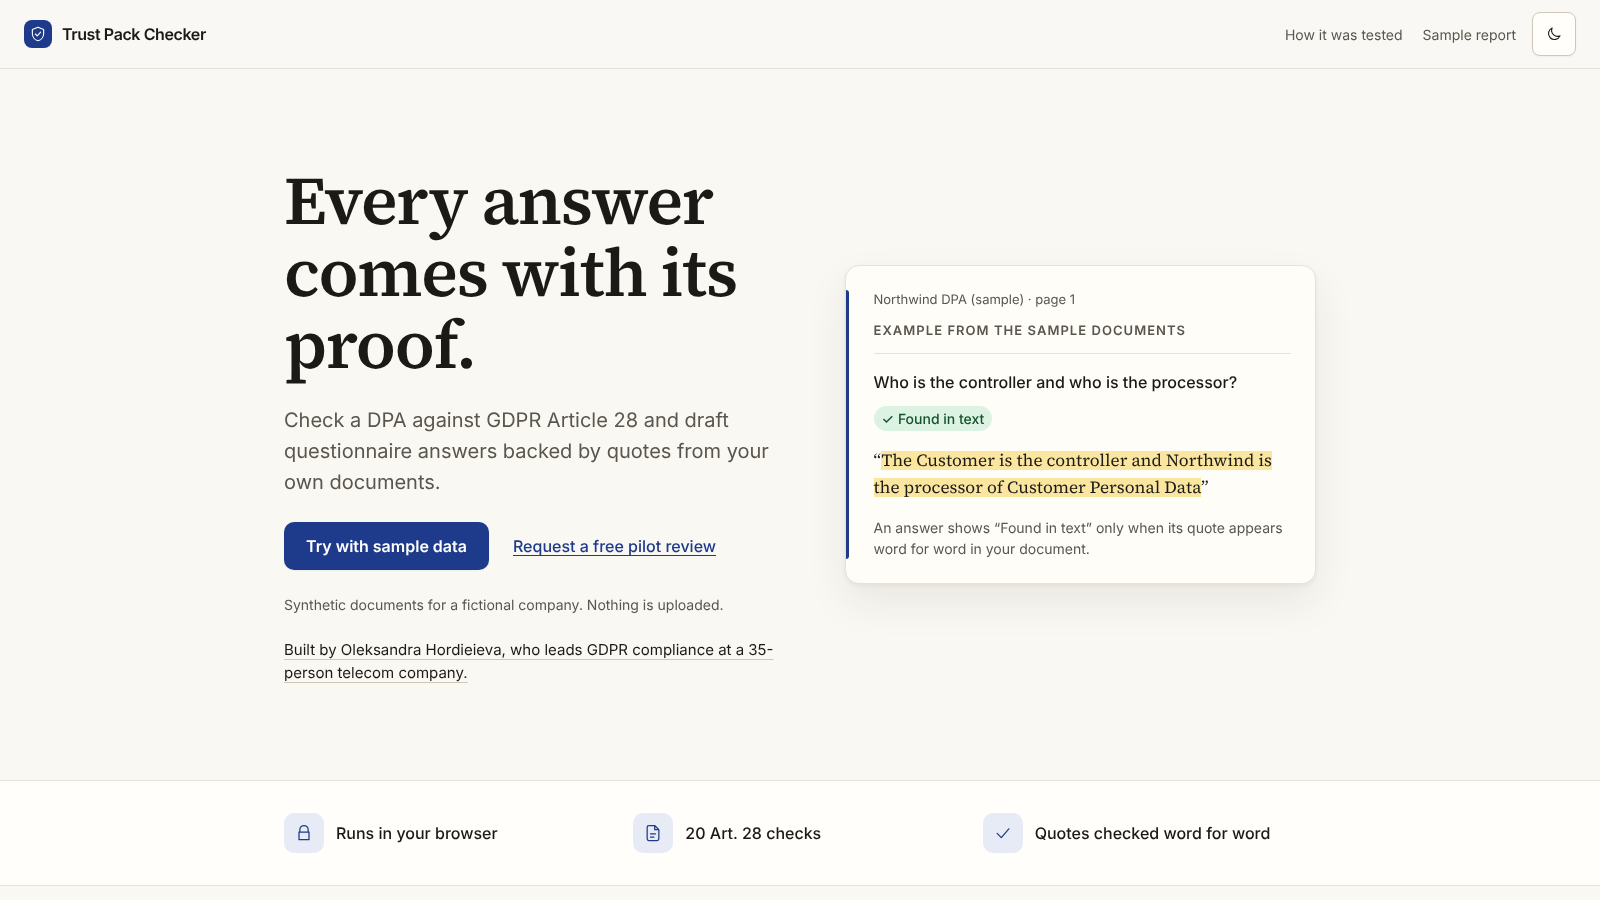 Trust Pack Checker
How it was tested
Sample report
Every answer
comes with its
proof.
Check a DPA against GDPR Article 28 and draft
questionnaire answers backed by quotes from your
own documents.
Try with sample data
Request a free pilot review
Synthetic documents for a fictional company. Nothing is uploaded.
Built by Oleksandra Hordieieva, who leads GDPR compliance at a 35-
person telecom company.
Northwind DPA (sample) · page 1
EXAMPLE FROM THE SAMPLE DOCUMENTS
Who is the controller and who is the processor?
✓ Found in text
“The Customer is the controller and Northwind is
the processor of Customer Personal Data”
An answer shows “Found in text” only when its quote appears
word for word in your document.
Runs in your browser
20 Art. 28 checks
Quotes checked word for word